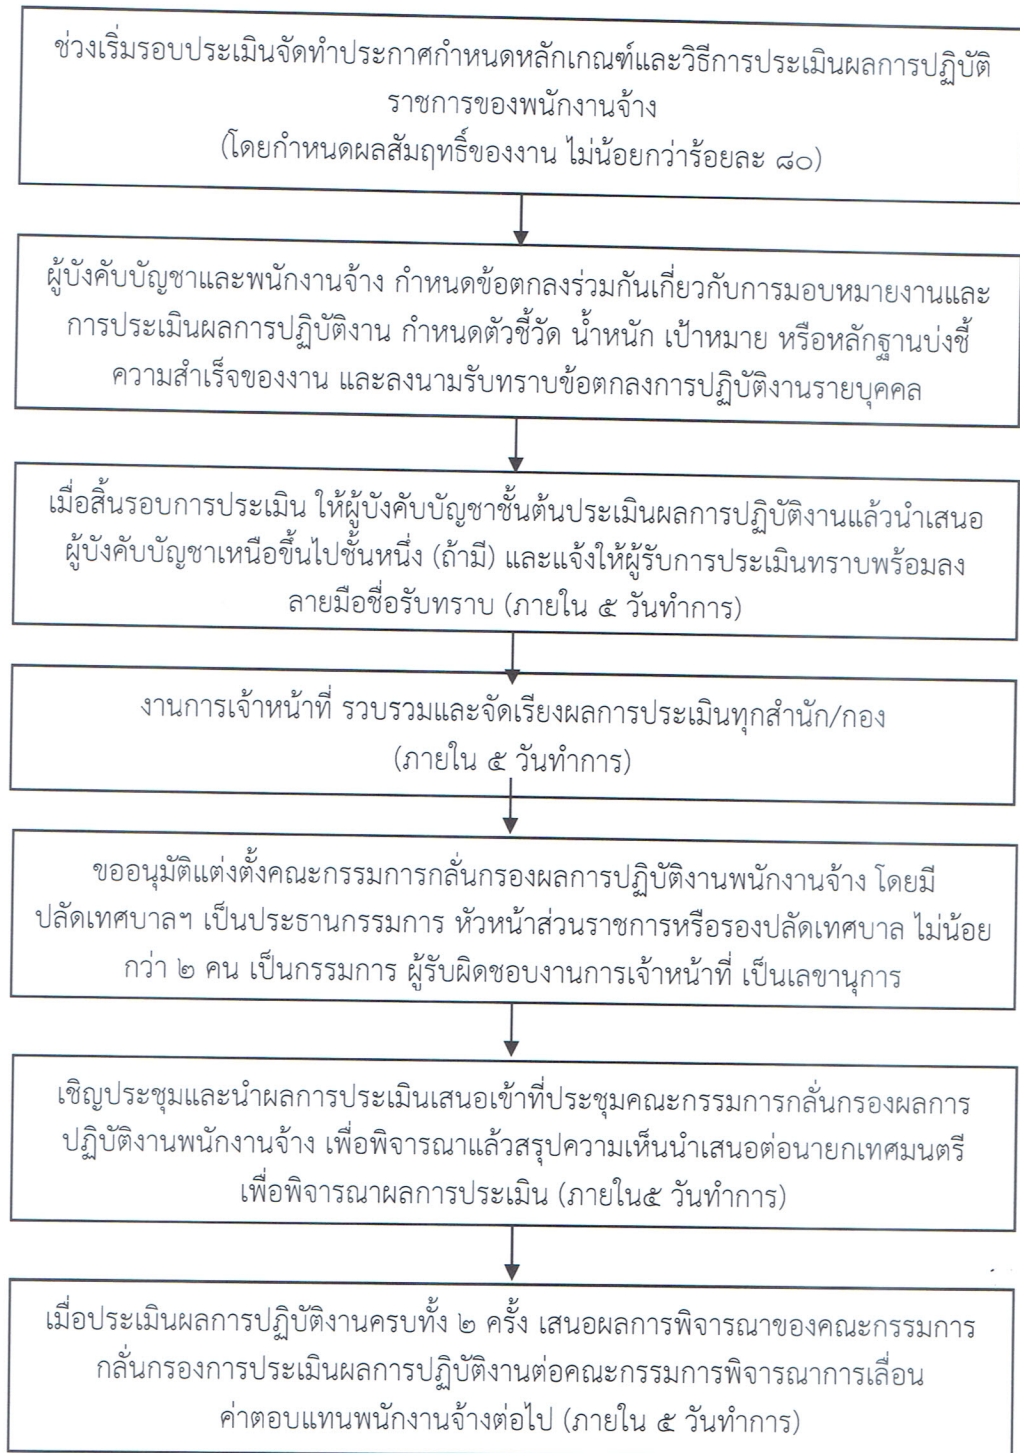 ช่วงเริ่มรอบประเมินจัดทำประกาศกำหนดหลักเกณฑ์และวิธีการประเมินผลการปฏิบัติ
ราชการของพนักงานจ้าง
(โดยกำหนดผลสัมฤทธิ์ของงาน ไม่น้อยกว่าร้อยละ ๘๐)
ผู้บังคับบัญชาและพนักงานจ้าง กำหนดข้อตกลงร่วมกันเกี่ยวกับการมอบหมายงานและ
การประเมินผลการปฏิบัติงาน กำหนดตัวชี้วัด น้ำหนัก เป้าหมาย หรือหลักฐานบ่งชี้
ความสำเร็จของงาน และลงนามรับทราบข้อตกลงการปฏิบัติงานรายบุคคล
เมื่อสิ้นรอบการประเมิน ให้ผู้บังคับบัญชาชั้นต้นประเมินผลการปฏิบัติงานแล้วนำเสนอ
ผู้บังคับบัญชาเหนือขึ้นไปชั้นหนึ่ง (ถ้ามี) และแจ้งให้ผู้รับการประเมินทราบพร้อมลง
ลายมือชื่อรับทราบ (ภายใน ๕ วันทำการ)
งานการเจ้าหน้าที่ รวบรวมและจัดเรียงผลการประเมินทุกสำนัก/กอง
(ภายใน ๕ วันทำการ)
ขออนุมัติแต่งตั้งคณะกรรมการกลั่นกรองผลการปฏิบัติงานพนักงานจ้าง โดยมี
ปลัดเทศบาลฯ เป็นประธานกรรมการ หัวหน้าส่วนราชการหรือรองปลัดเทศบาล ไม่น้อย
กว่า ๒ คน เป็นกรรมการ ผู้รับผิดชอบงานการเจ้าหน้าที่ เป็นเลขานุการ
เชิญประชุมและนำผลการประเมินเสนอเข้าที่ประชุมคณะกรรมการกลั่นกรองผลการ
ปฏิบัติงานพนักงานจ้าง เพื่อพิจารณาแล้วสรุปความเห็นนำเสนอต่อนายกเทศมนตรี
เพื่อพิจารณาผลการประเมิน (ภายใน๕ วันทำการ)
เมื่อประเมินผลการปฏิบัติงานครบทั้ง ๒ ครั้ง เสนอผลการพิจารณาของคณะกรรมการ
กลั่นกรองการประเมินผลการปฏิบัติงานต่อคณะกรรมการพิจารณาการเลื่อน
ค่าตอบแทนพนักงานจ้างต่อไป (ภายใน ๕ วันทำการ)